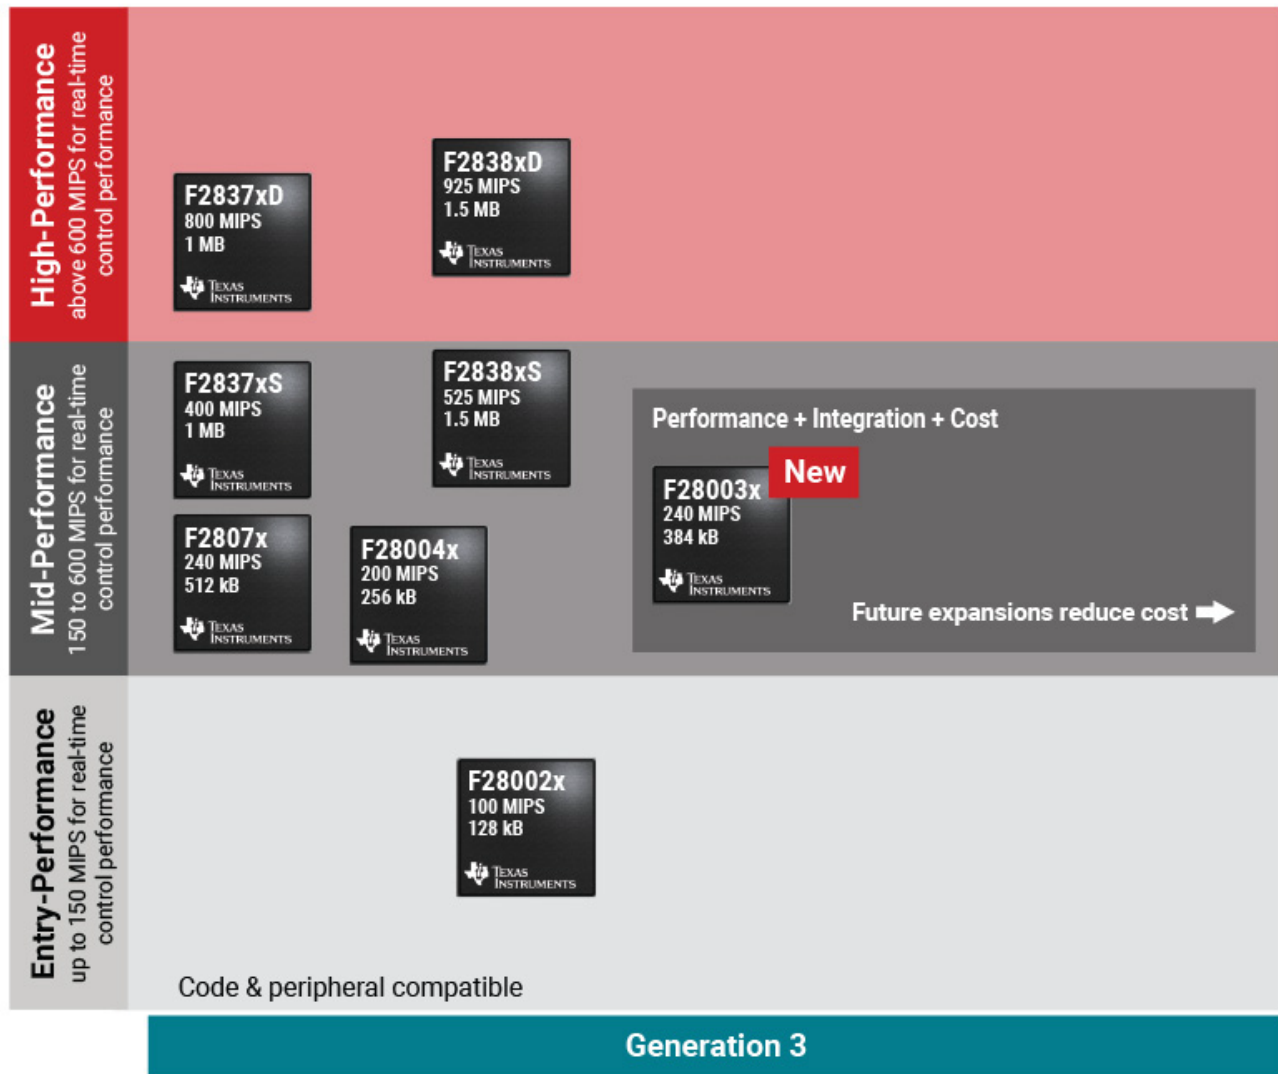 High-Performance
above 600 MIPS for real-time
control performance
F2837xD
800 MIPS
1 MB
TEXAS
INSTRUMENTS
F2838xD
925 MIPS
1.5 MB
TEXAS
INSTRUMENTS
Mid-Performance
150 to 600 MIPS for real-time
control performance
F2837xS
400 MIPS
1 MB
TEXAS
INSTRUMENTS
F2838xS
525 MIPS
1.5 MB
TEXAS
INSTRUMENTS
F2807x
240 MIPS
512 kB
TEXAS
INSTRUMENTS
F28004x
200 MIPS
256 kB
TEXAS
INSTRUMENTS
Performance + Integration + Cost
New
F28003x
240 MIPS
384 kB
TEXAS
INSTRUMENTS
Future expansions reduce cost
Entry-Performance
up to 150 MIPS for real-time
control performance
F28002x
100 MIPS
128 kB
TEXAS
INSTRUMENTS
Code & peripheral compatible
Generation 3